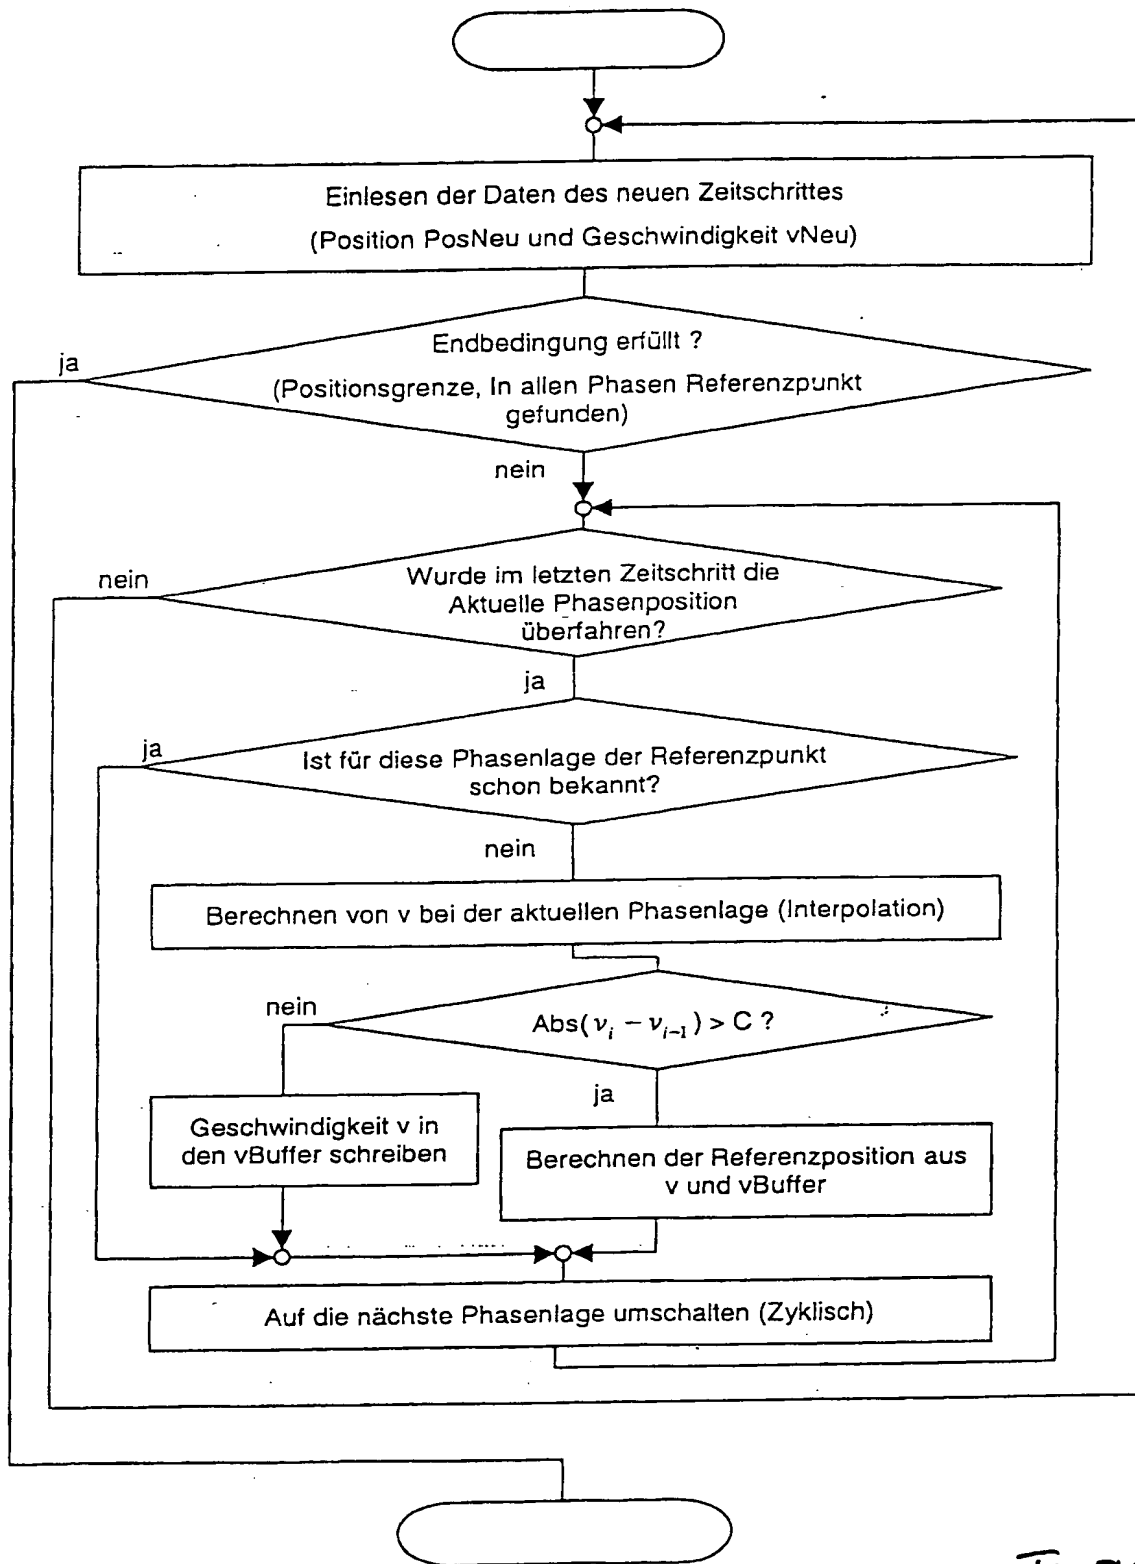 Einlesen der Daten des neuen Zeitschrittes
(Position PosNeu und Geschwindigkeit vNeu)
ja
Endbedingung erfüllt ?
(Positionsgrenze, In allen Phasen Referenzpunkt
gefunden)
nein
nein
Wurde im letzten Zeitschritt die
Aktuelle Phasenposition
überfahren?
ja
ja
Ist für diese Phasenlage der Referenzpunkt
schon bekannt?
nein
Berechnen von v bei der aktuellen Phasenlage (Interpolation)
nein
Abs(v_i − v_{i−1}) > C ?
ja
Geschwindigkeit v in
den vBuffer schreiben
Berechnen der Referenzposition aus
v und vBuffer
Auf die nächste Phasenlage umschalten (Zyklisch)